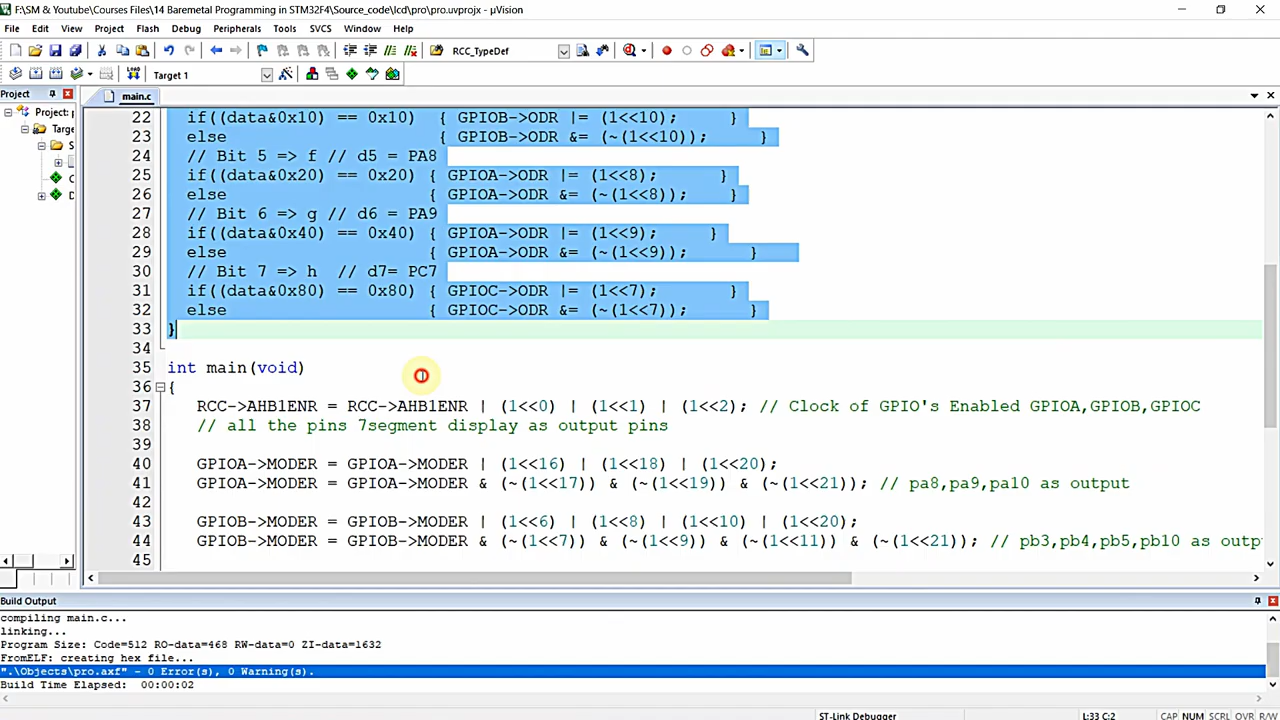 F:\SM & Youtube\Courses Files\14 Baremetal Programming in STM32F4\Source_code\lcd\pro\pro.uvprojx - µVision
File Edit View Project Flash Debug Peripherals Tools SVCS Window Help
RCC_TypeDef
LOAD Target 1
Project
main.c
Project: p
Targe
S
C
D
22 if((data&0x10) == 0x10) { GPIOB->ODR |= (1<<10); }
23 else { GPIOB->ODR &= (~(1<<10)); }
24 // Bit 5 => f // d5 = PA8
25 if((data&0x20) == 0x20) { GPIOA->ODR |= (1<<8); }
26 else { GPIOA->ODR &= (~(1<<8)); }
27 // Bit 6 => g // d6 = PA9
28 if((data&0x40) == 0x40) { GPIOA->ODR |= (1<<9); }
29 else { GPIOA->ODR &= (~(1<<9)); }
30 // Bit 7 => h // d7= PC7
31 if((data&0x80) == 0x80) { GPIOC->ODR |= (1<<7); }
32 else { GPIOC->ODR &= (~(1<<7)); }
33 }
34
35 int main(void)
36 {
37 RCC->AHB1ENR = RCC->AHB1ENR | (1<<0) | (1<<1) | (1<<2); // Clock of GPIO's Enabled GPIOA,GPIOB,GPIOC
38 // all the pins 7segment display as output pins
39
40 GPIOA->MODER = GPIOA->MODER | (1<<16) | (1<<18) | (1<<20);
41 GPIOA->MODER = GPIOA->MODER & (~(1<<17)) & (~(1<<19)) & (~(1<<21)); // pa8,pa9,pa10 as output
42
43 GPIOB->MODER = GPIOB->MODER | (1<<6) | (1<<8) | (1<<10) | (1<<20);
44 GPIOB->MODER = GPIOB->MODER & (~(1<<7)) & (~(1<<9)) & (~(1<<11)) & (~(1<<21)); // pb3,pb4,pb5,pb10 as outp
45
Build Output
compiling main.c...
linking...
Program Size: Code=512 RO-data=468 RW-data=0 ZI-data=1632
FromELF: creating hex file...
".\Objects\pro.axf" - 0 Error(s), 0 Warning(s).
Build Time Elapsed: 00:00:02
ST-Link Debugger L:33 C:2 CAP NUM SCRL OVR R/W